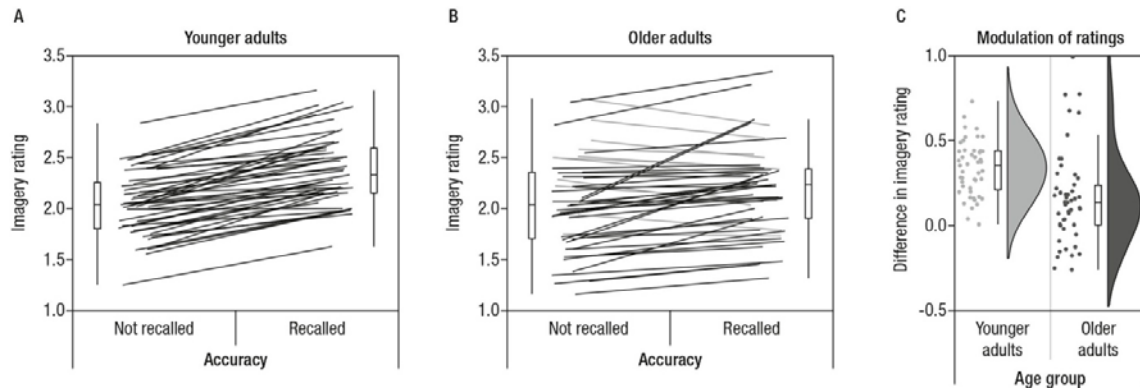 A
Younger adults
Imagery rating
3.5
3.0
2.5
2.0
1.5
1.0
Not recalled
Recalled
Accuracy
B
Older adults
Imagery rating
3.5
3.0
2.5
2.0
1.5
1.0
Not recalled
Recalled
Accuracy
C
Modulation of ratings
Difference in imagery rating
1.0
0.5
0.0
-0.5
Younger
adults
Older
adults
Age group